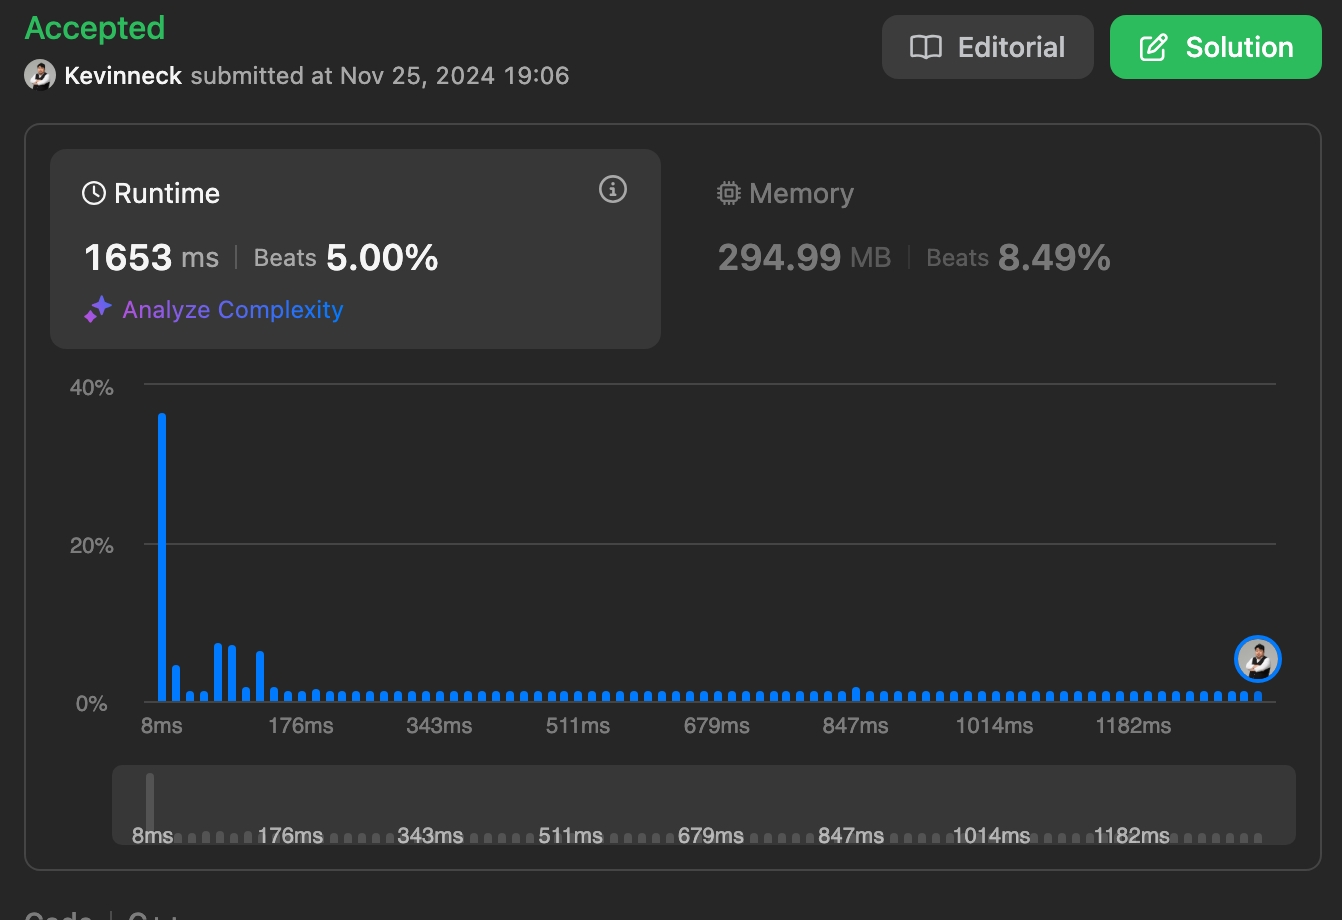 Accepted
Editorial
Solution
Kevinneck submitted at Nov 25, 2024 19:06
Runtime
Memory
1653 ms | Beats 5.00%
294.99 MB | Beats 8.49%
Analyze Complexity
40%
20%
0%
8ms 176ms 343ms 511ms 679ms 847ms 1014ms 1182ms
8ms 176ms 343ms 511ms 679ms 847ms 1014ms 1182ms
Code